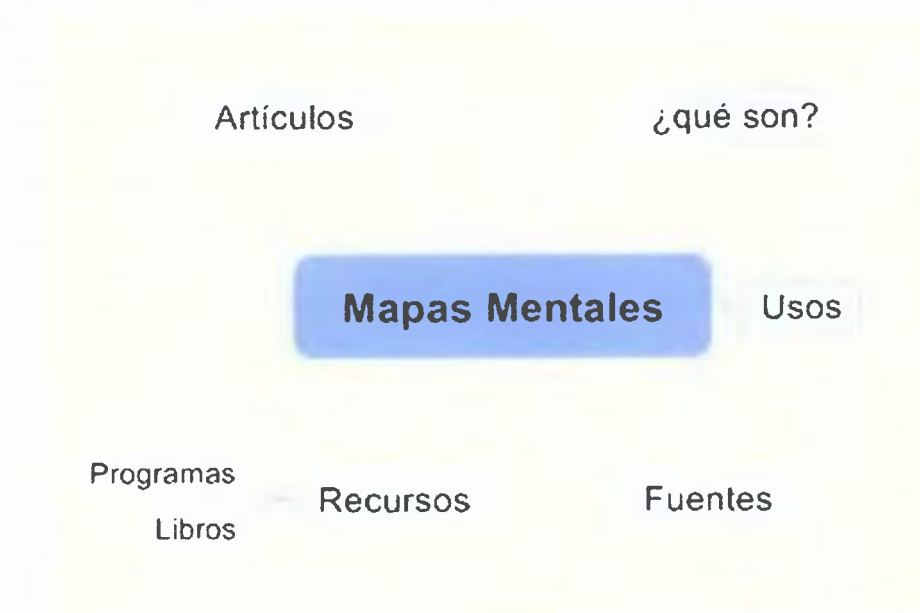 Artículos
¿qué son?
Mapas Mentales
Usos
Programas
Libros
Recursos
Fuentes